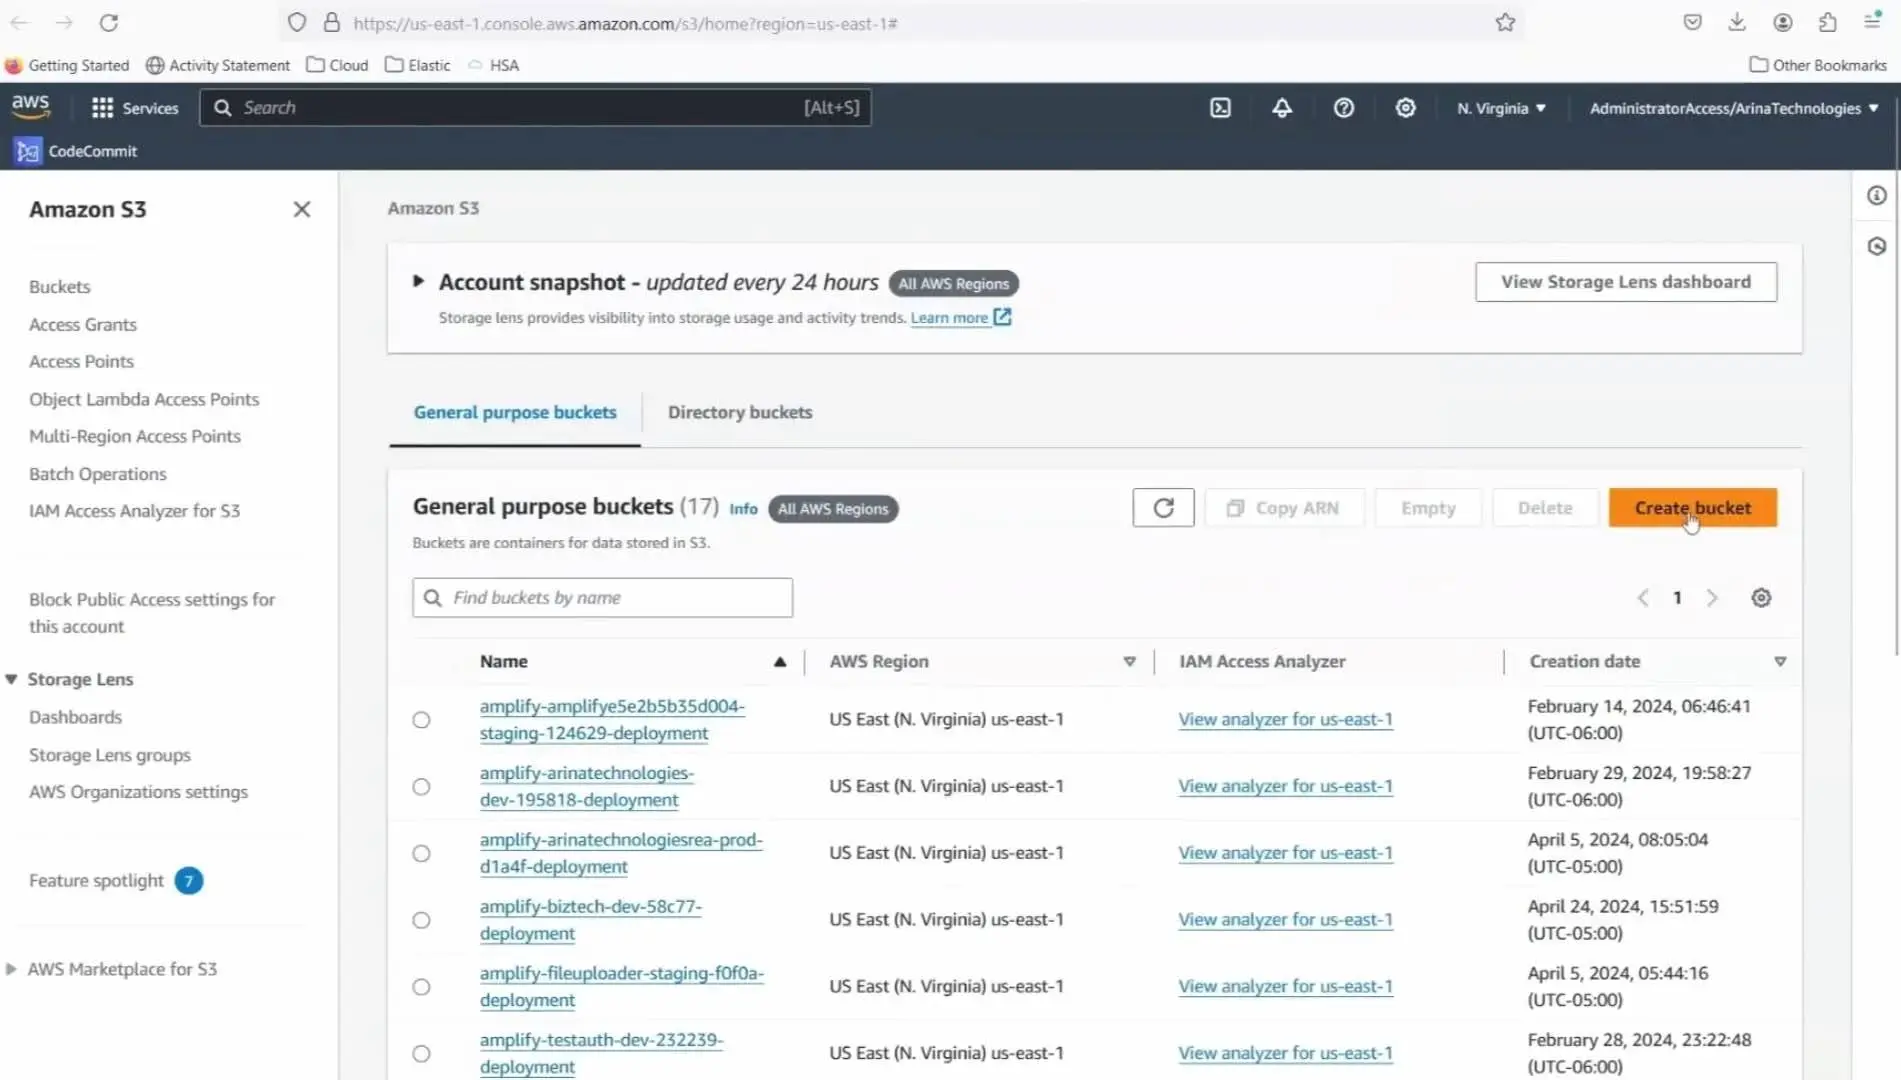 https://us-east-1.console.aws.amazon.com/s3/home?region=us-east-1#
Getting Started Activity Statement Cloud Elastic HSA Other Bookmarks
aws Services Search [Alt+S] N. Virginia AdministratorAccess/ArinaTechnologies
CodeCommit
Amazon S3
Buckets
Access Grants
Access Points
Object Lambda Access Points
Multi-Region Access Points
Batch Operations
IAM Access Analyzer for S3
Block Public Access settings for
this account
Storage Lens
Dashboards
Storage Lens groups
AWS Organizations settings
Feature spotlight 7
AWS Marketplace for S3
Amazon S3
Account snapshot - updated every 24 hours All AWS Regions View Storage Lens dashboard
Storage lens provides visibility into storage usage and activity trends. Learn more
General purpose buckets Directory buckets
General purpose buckets (17) Info All AWS Regions Copy ARN Empty Delete Create bucket
Buckets are containers for data stored in S3.
Find buckets by name 1
Name AWS Region IAM Access Analyzer Creation date
amplify-amplifye5e2b5b35d004-
staging-124629-deployment
US East (N. Virginia) us-east-1
View analyzer for us-east-1
February 14, 2024, 06:46:41
(UTC-06:00)
amplify-arinatechnologies-
dev-195818-deployment
US East (N. Virginia) us-east-1
View analyzer for us-east-1
February 29, 2024, 19:58:27
(UTC-06:00)
amplify-arinatechnologiesrea-prod-
d1a4f-deployment
US East (N. Virginia) us-east-1
View analyzer for us-east-1
April 5, 2024, 08:05:04
(UTC-05:00)
amplify-biztech-dev-58c77-
deployment
US East (N. Virginia) us-east-1
View analyzer for us-east-1
April 24, 2024, 15:51:59
(UTC-05:00)
amplify-fileuploader-staging-f0f0a-
deployment
US East (N. Virginia) us-east-1
View analyzer for us-east-1
April 5, 2024, 05:44:16
(UTC-05:00)
amplify-testauth-dev-232239-
deployment
US East (N. Virginia) us-east-1
View analyzer for us-east-1
February 28, 2024, 23:22:48
(UTC-06:00)